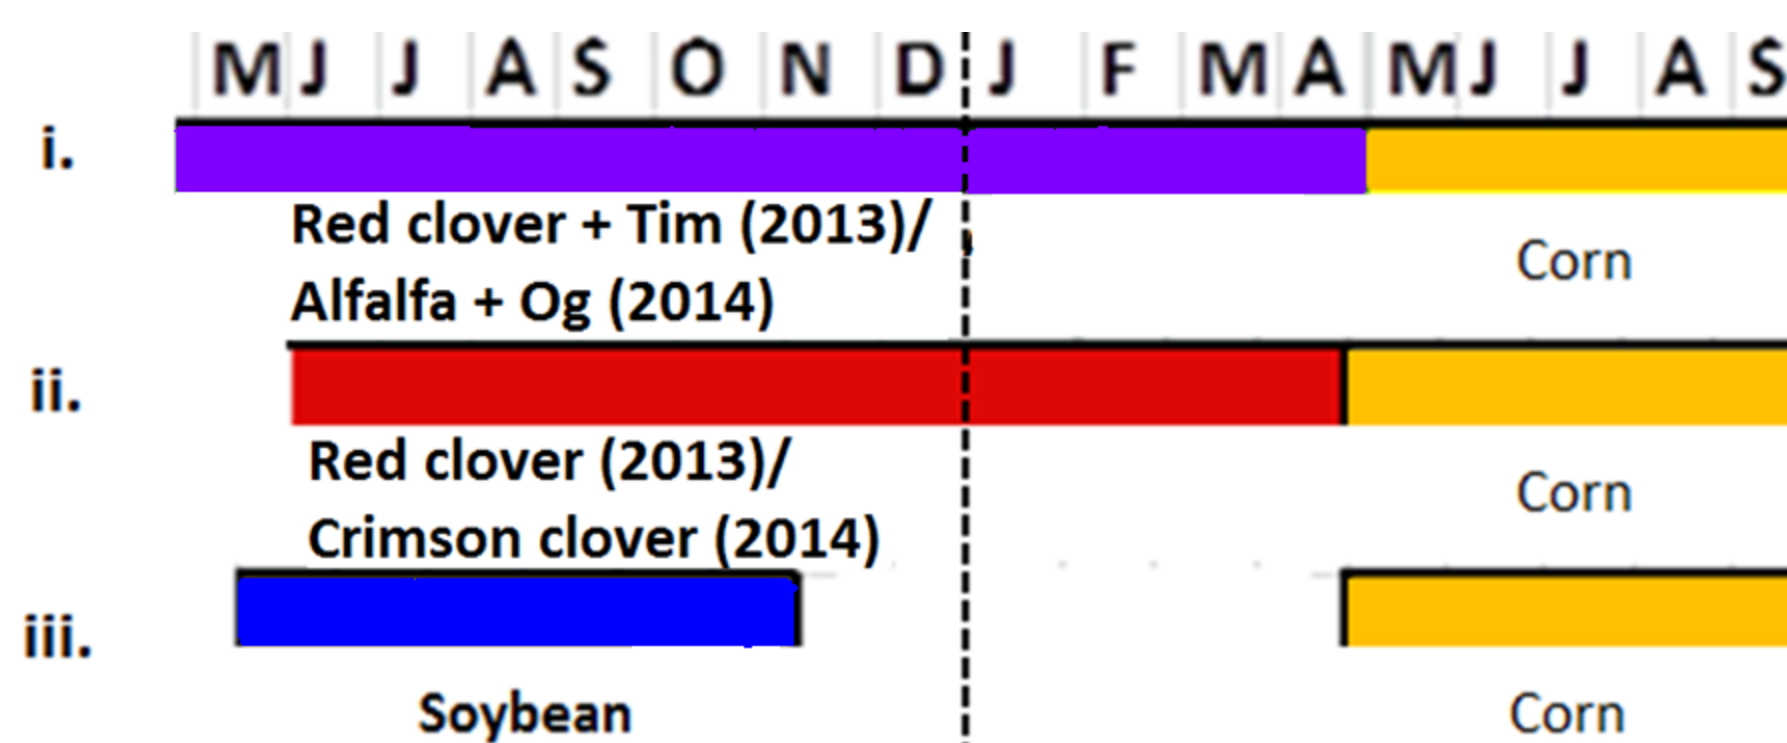 M J J A S O N D J F M A M J J A S
i.
Red clover + Tim (2013)/
Alfalfa + Og (2014)
Corn
ii.
Red clover (2013)/
Crimson clover (2014)
Corn
iii.
Soybean
Corn